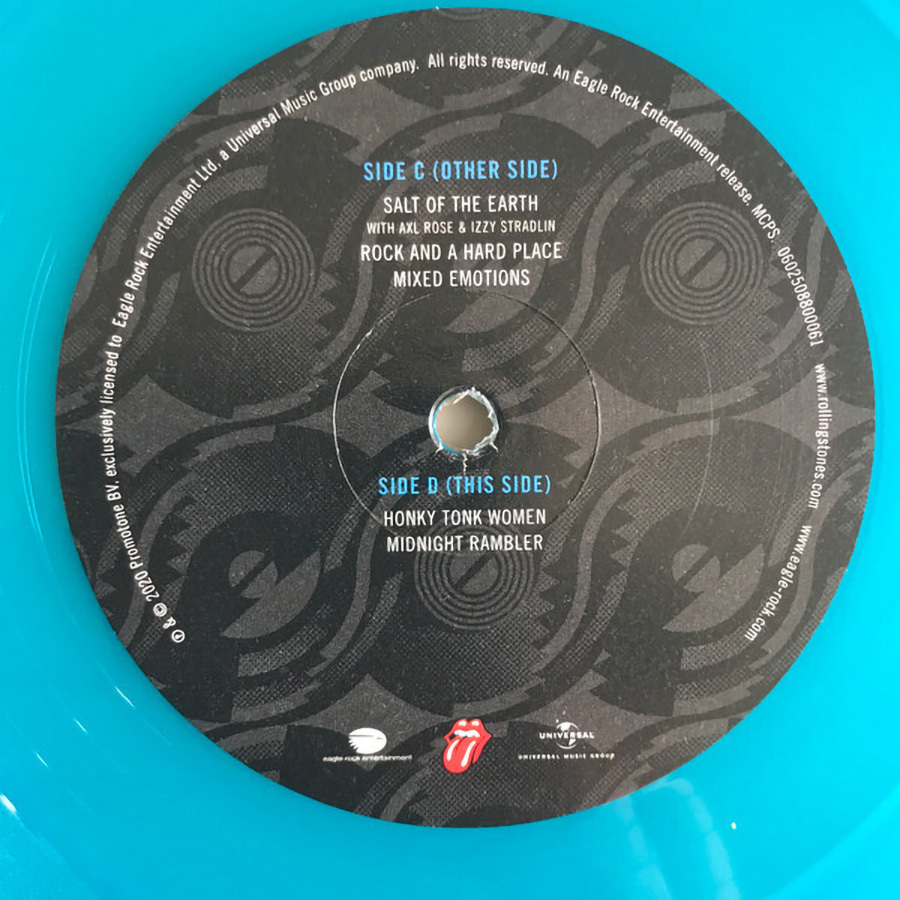 ℗ & © 2020 Promotone BV, exclusively licensed to Eagle Rock Entertainment Ltd, a Universal Music Group company. All rights reserved. An Eagle Rock Entertainment release. MCPS. 0602508800061 www.rollingstones.com www.eagle-rock.com
SIDE C (OTHER SIDE)
SALT OF THE EARTH
WITH AXL ROSE & IZZY STRADLIN
ROCK AND A HARD PLACE
MIXED EMOTIONS
SIDE D (THIS SIDE)
HONKY TONK WOMEN
MIDNIGHT RAMBLER
eagle rock entertainment
UNIVERSAL
UNIVERSAL MUSIC GROUP